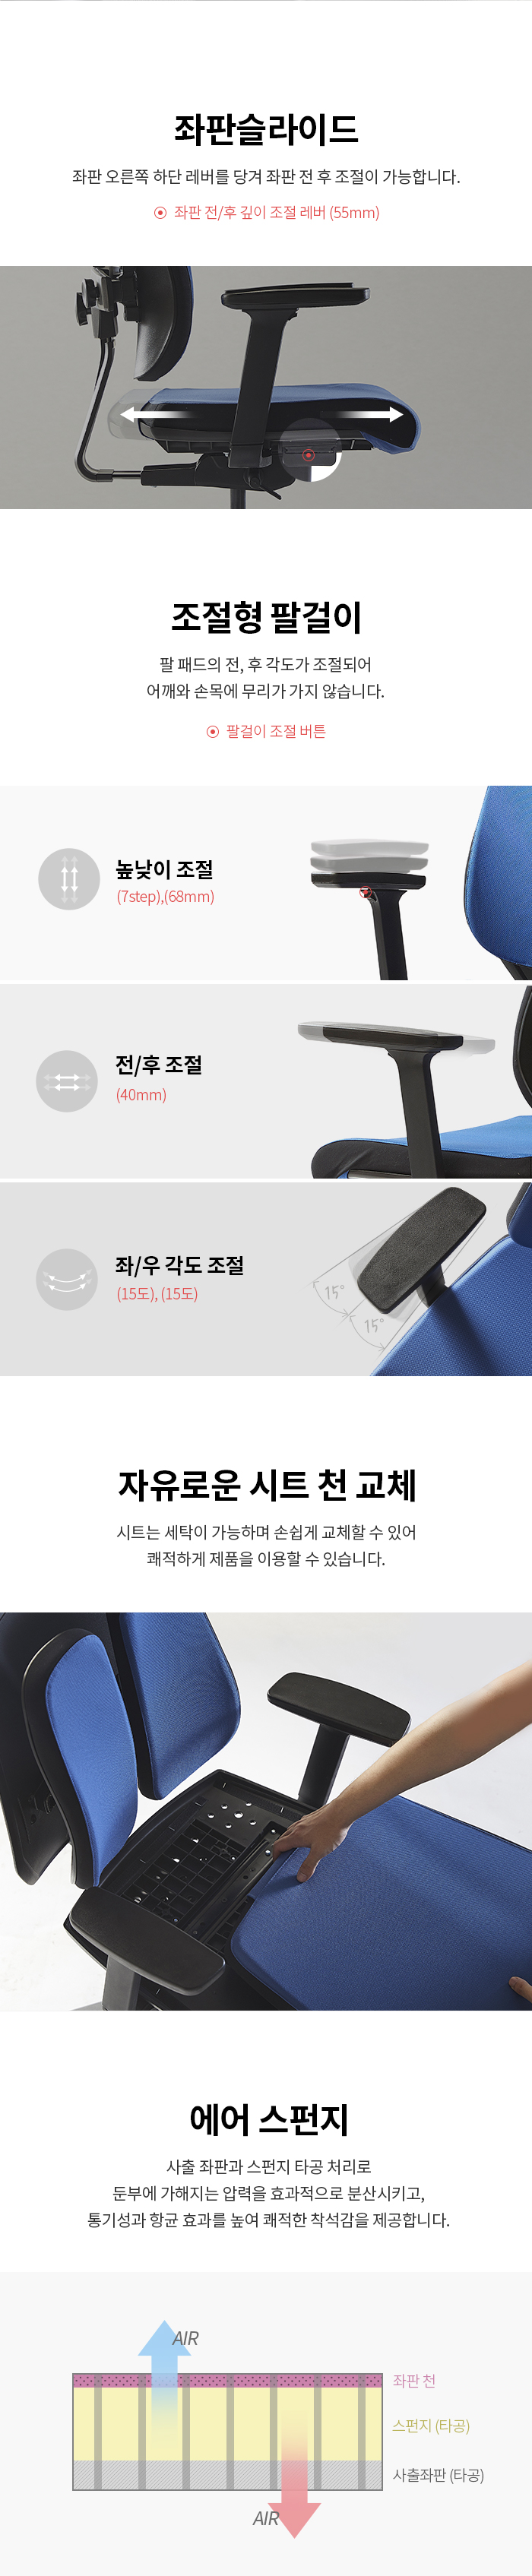 좌판슬라이드
좌판 오른쪽 하단 레버를 당겨 좌판 전 후 조절이 가능합니다.
좌판 전/후 깊이 조절 레버 (55mm)
조절형 팔걸이
팔 패드의 전, 후 각도가 조절되어
어깨와 손목에 무리가 가지 않습니다.
팔걸이 조절 버튼
높낮이 조절
(7step),(68mm)
전/후 조절
(40mm)
좌/우 각도 조절
(15도), (15도)
15°
15°
자유로운 시트 천 교체
시트는 세탁이 가능하며 손쉽게 교체할 수 있어
쾌적하게 제품을 이용할 수 있습니다.
에어 스펀지
사출 좌판과 스펀지 타공 처리로
둔부에 가해지는 압력을 효과적으로 분산시키고,
통기성과 항균 효과를 높여 쾌적한 착석감을 제공합니다.
AIR
좌판 천
스펀지 (타공)
사출좌판 (타공)
AIR